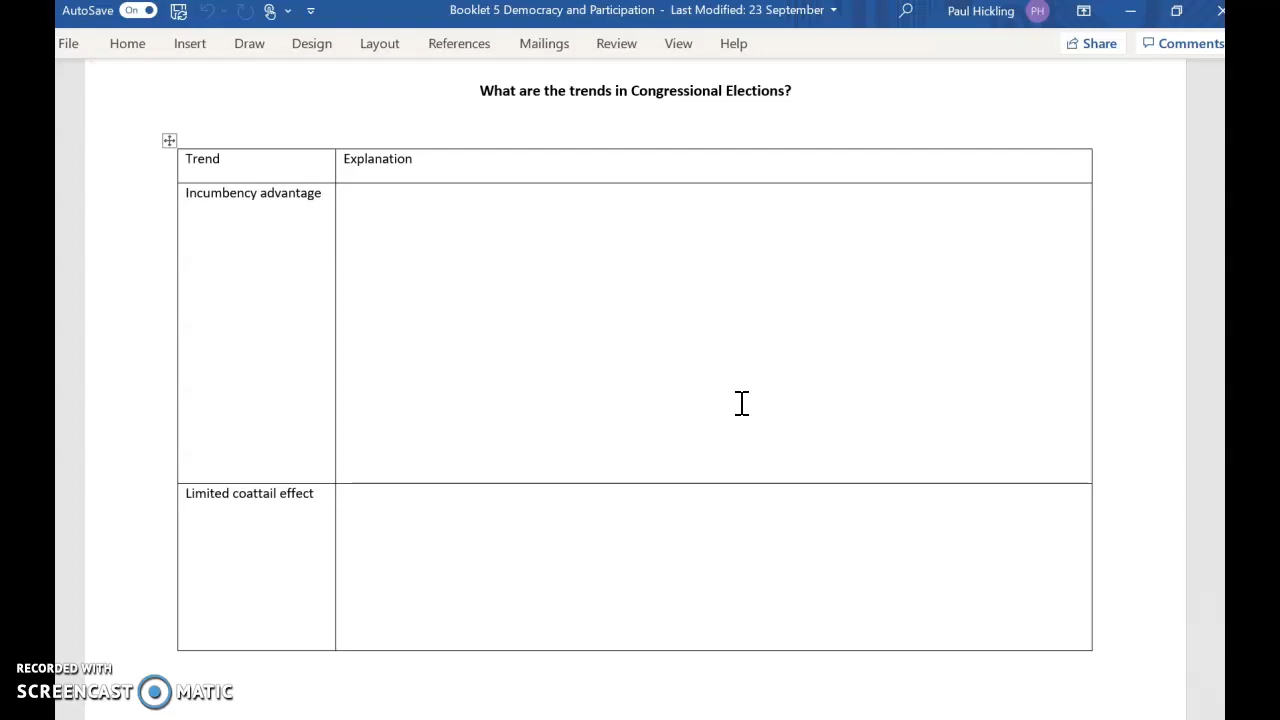 AutoSave On Booklet 5 Democracy and Participation - Last Modified: 23 September Paul Hickling PH
File Home Insert Draw Design Layout References Mailings Review View Help Share Comments
What are the trends in Congressional Elections?
Trend Explanation
Incumbency advantage
Limited coattail effect
RECORDED WITH
SCREENCAST MATIC